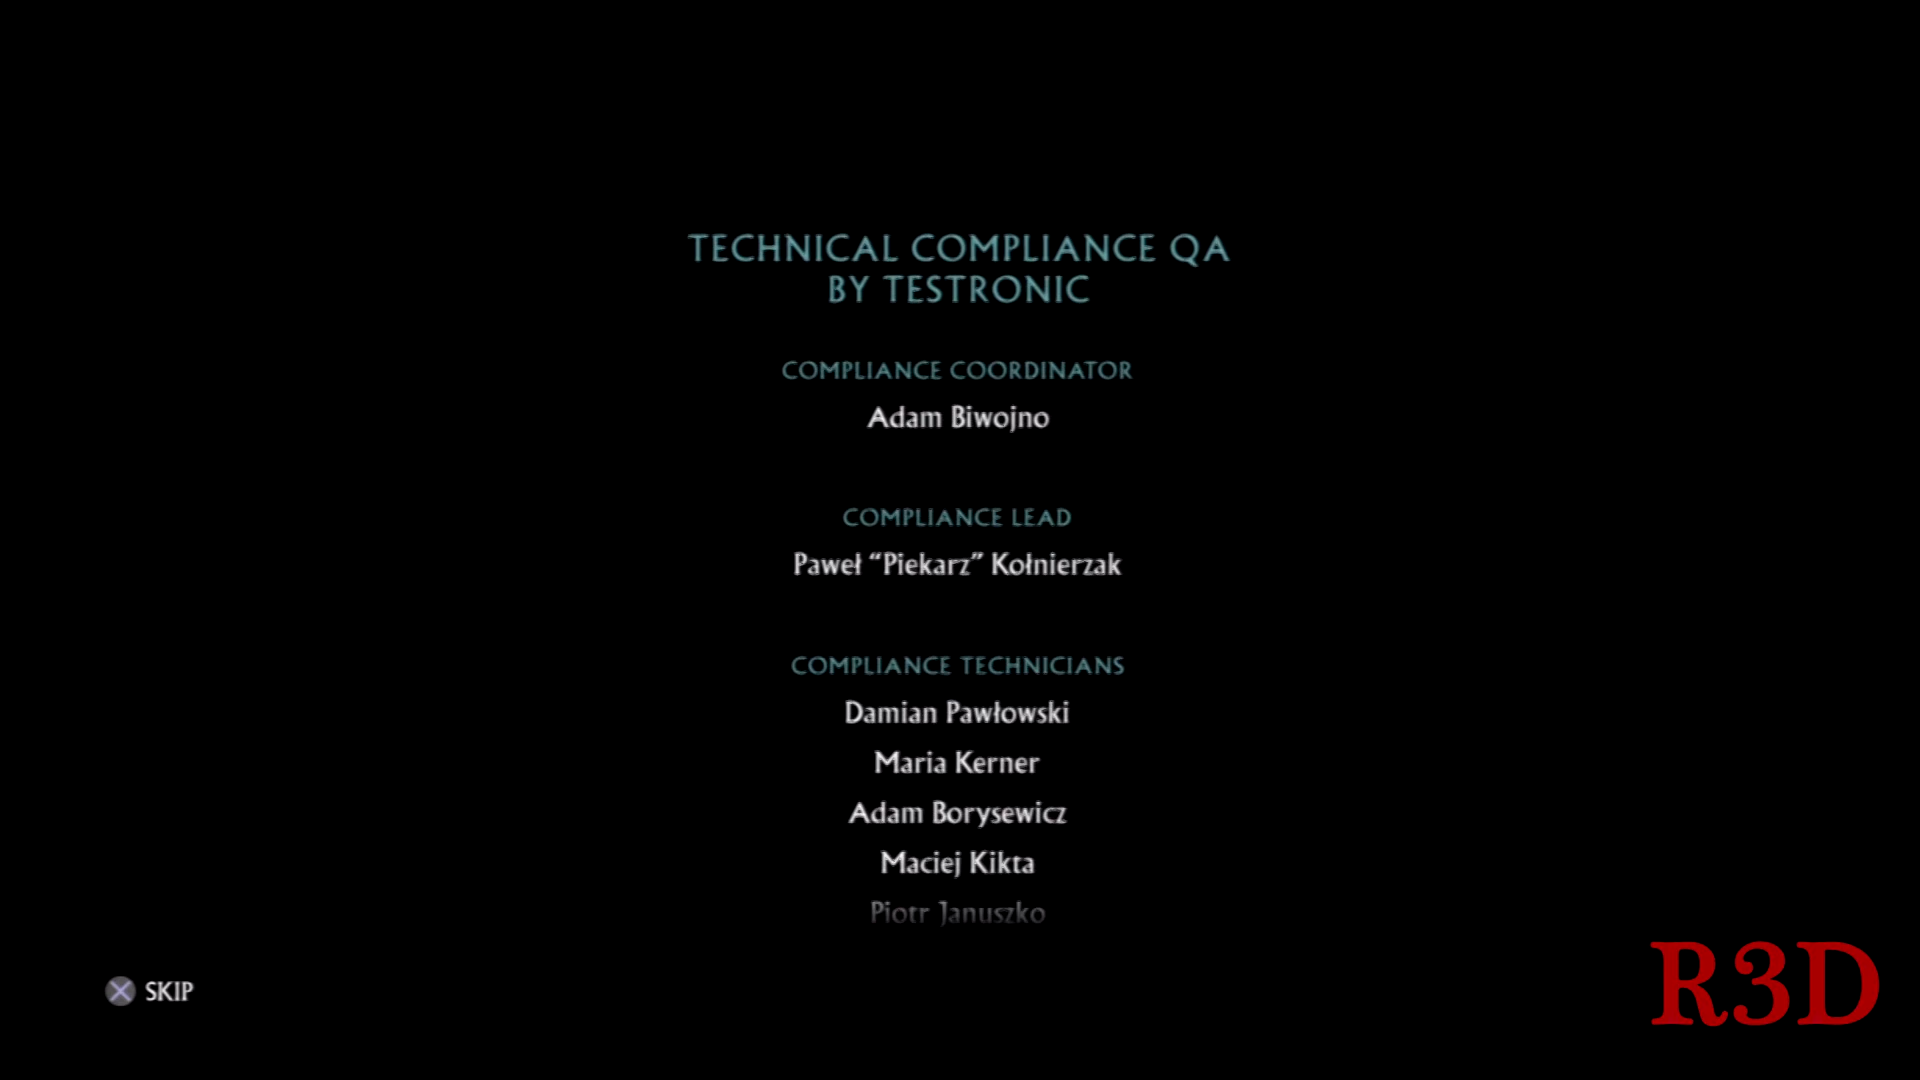 TECHNICAL COMPLIANCE QA
BY TESTRONIC
COMPLIANCE COORDINATOR
Adam Biwojno
COMPLIANCE LEAD
Paweł “Piekarz” Kołnierzak
COMPLIANCE TECHNICIANS
Damian Pawłowski
Maria Kerner
Adam Borysewicz
Maciej Kikta
Piotr Januszko
SKIP
R3D